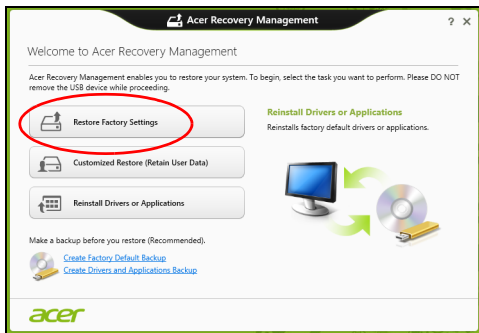 Acer Recovery Management
? X
Welcome to Acer Recovery Management
Acer Recovery Management enables you to restore your system. To begin, select the task you want to perform. Please DO NOT
remove the USB device while proceeding.
Restore Factory Settings
Customized Restore (Retain User Data)
Reinstall Drivers or Applications
Reinstall Drivers or Applications
Reinstalls factory default drivers or applications.
Make a backup before you restore (Recommended).
Create Factory Default Backup
Create Drivers and Applications Backup
acer